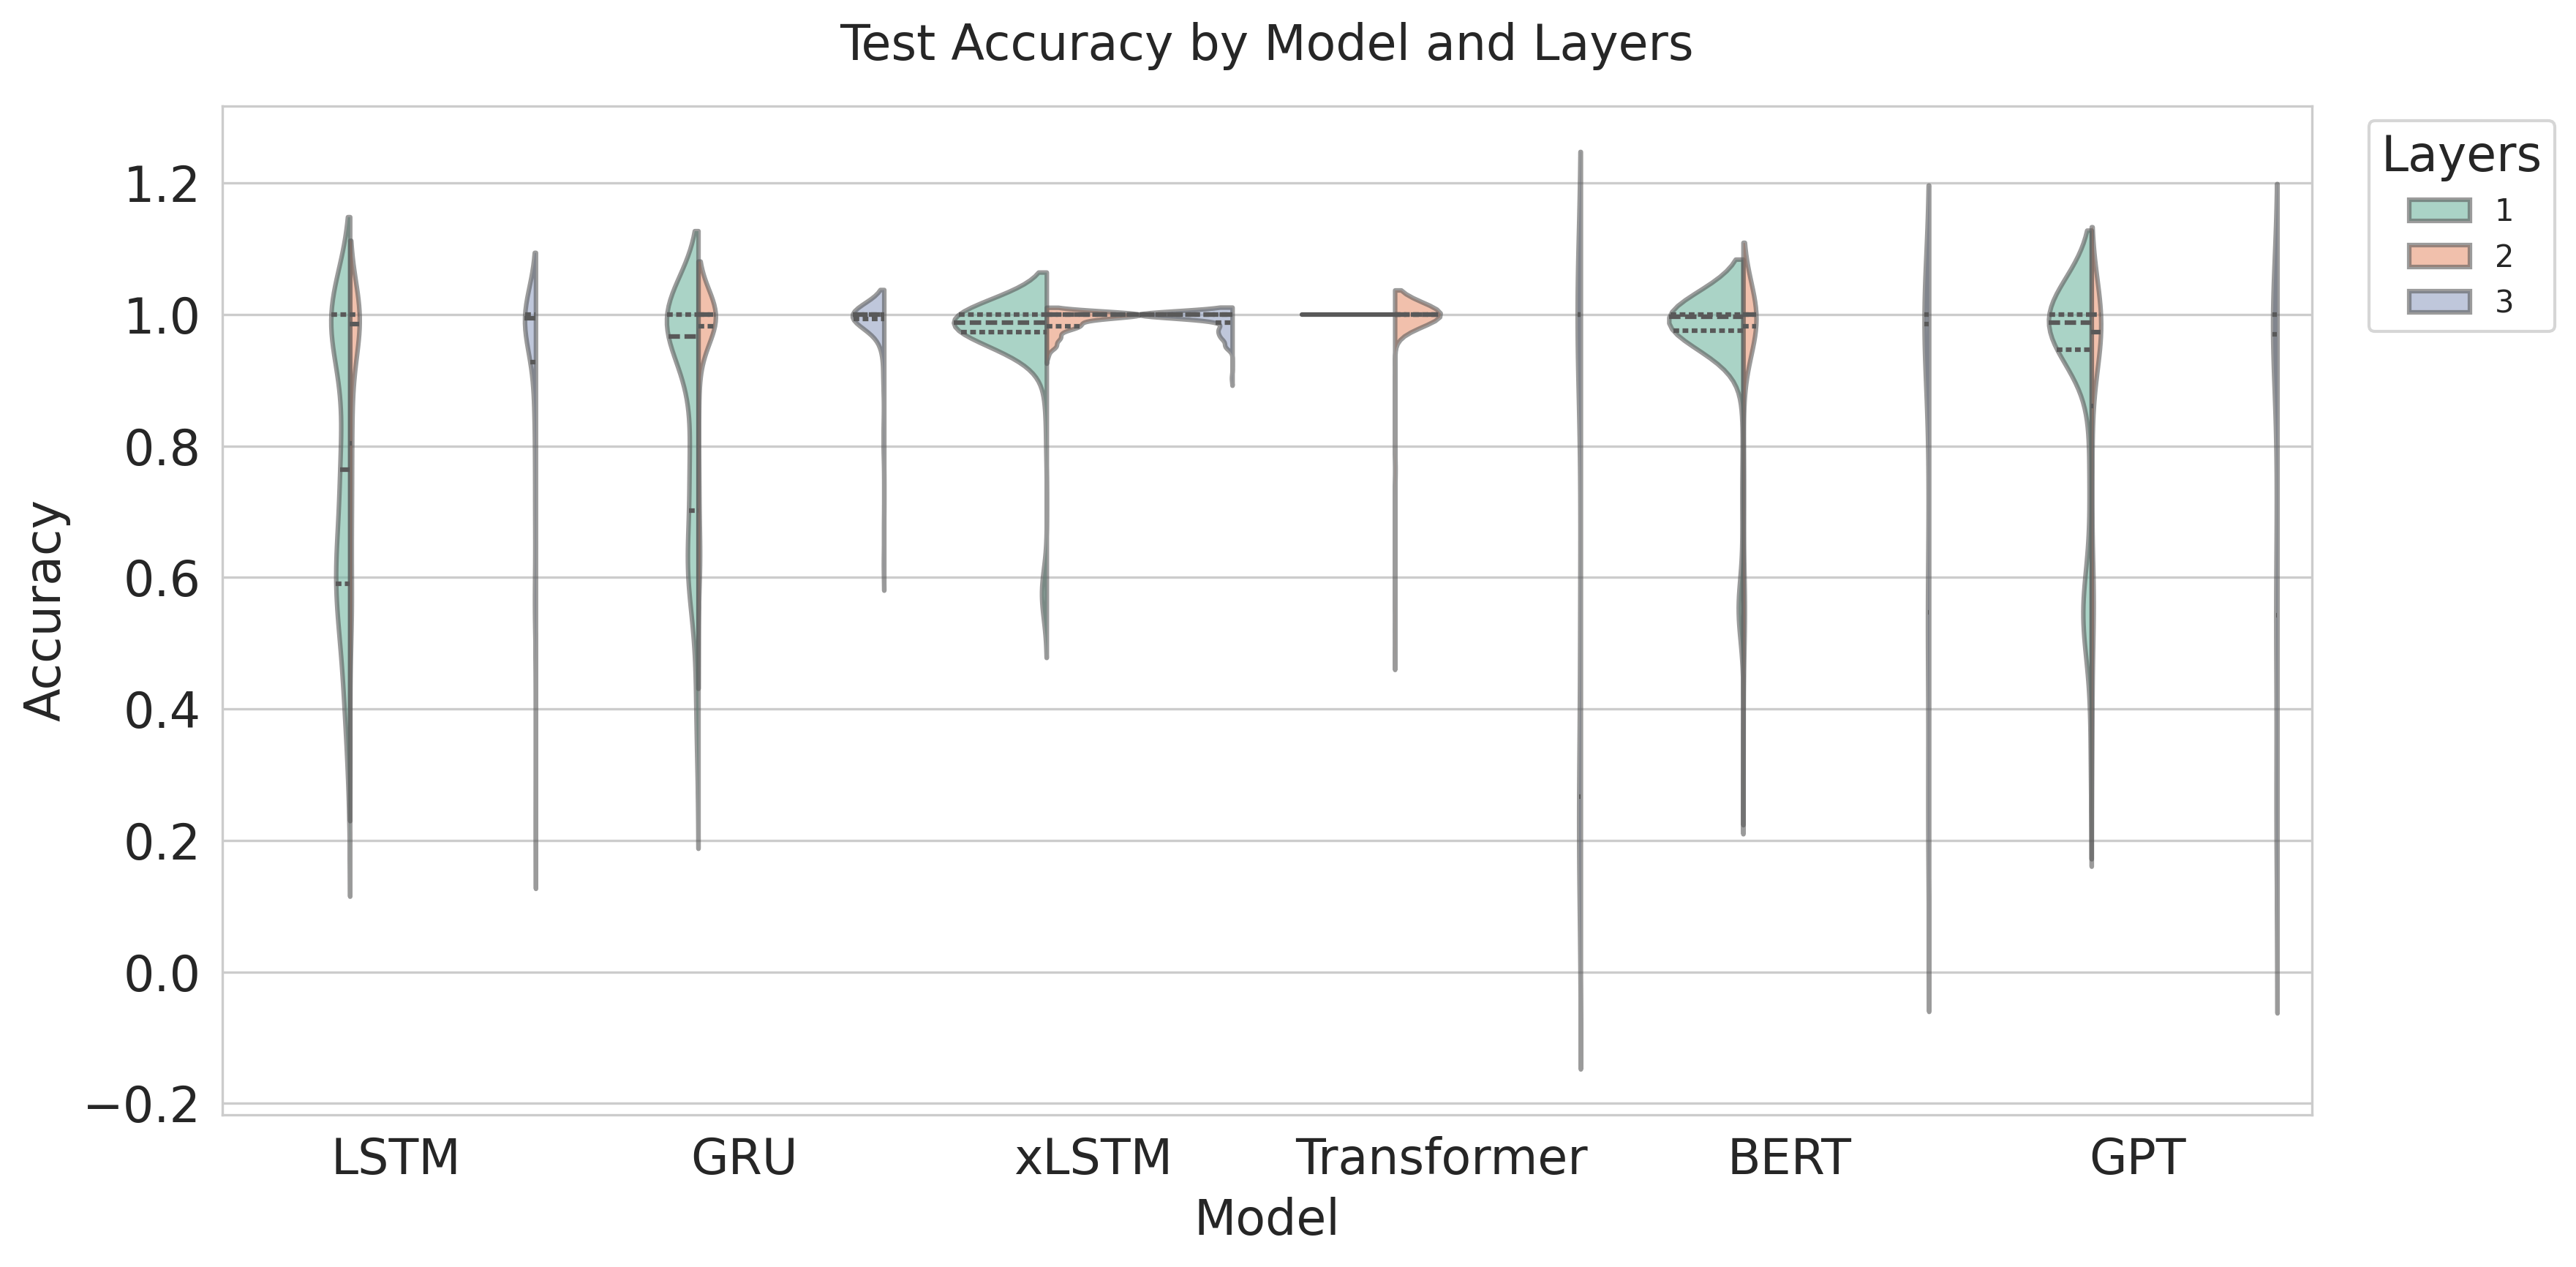 Test Accuracy by Model and Layers
Layers
1
2
3
Accuracy
1.2
1.0
0.8
0.6
0.4
0.2
0.0
−0.2
LSTM GRU xLSTM Transformer BERT GPT
Model